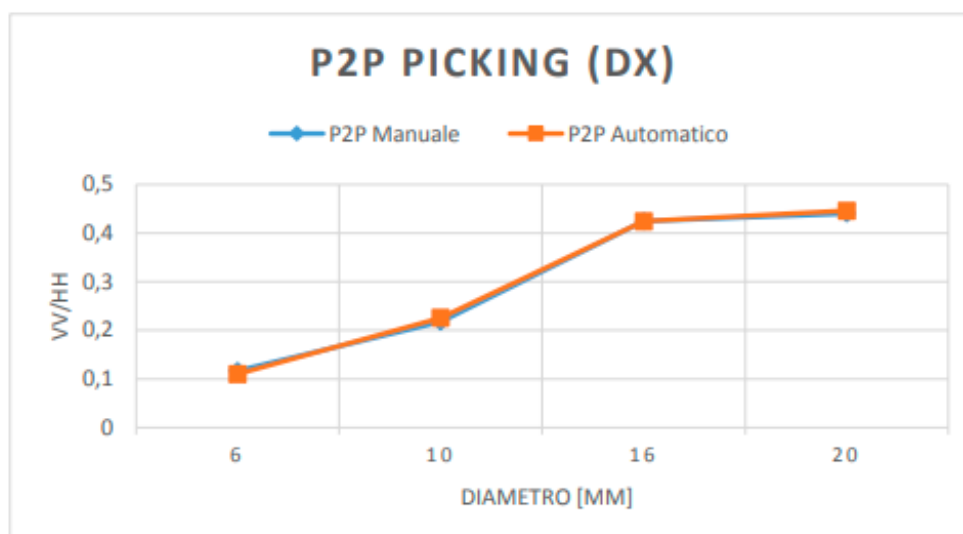 P2P PICKING (DX)
P2P Manuale P2P Automatico
0,5
0,4
0,3
0,2
0,1
0
VV/HH
6 10 16 20
DIAMETRO [MM]